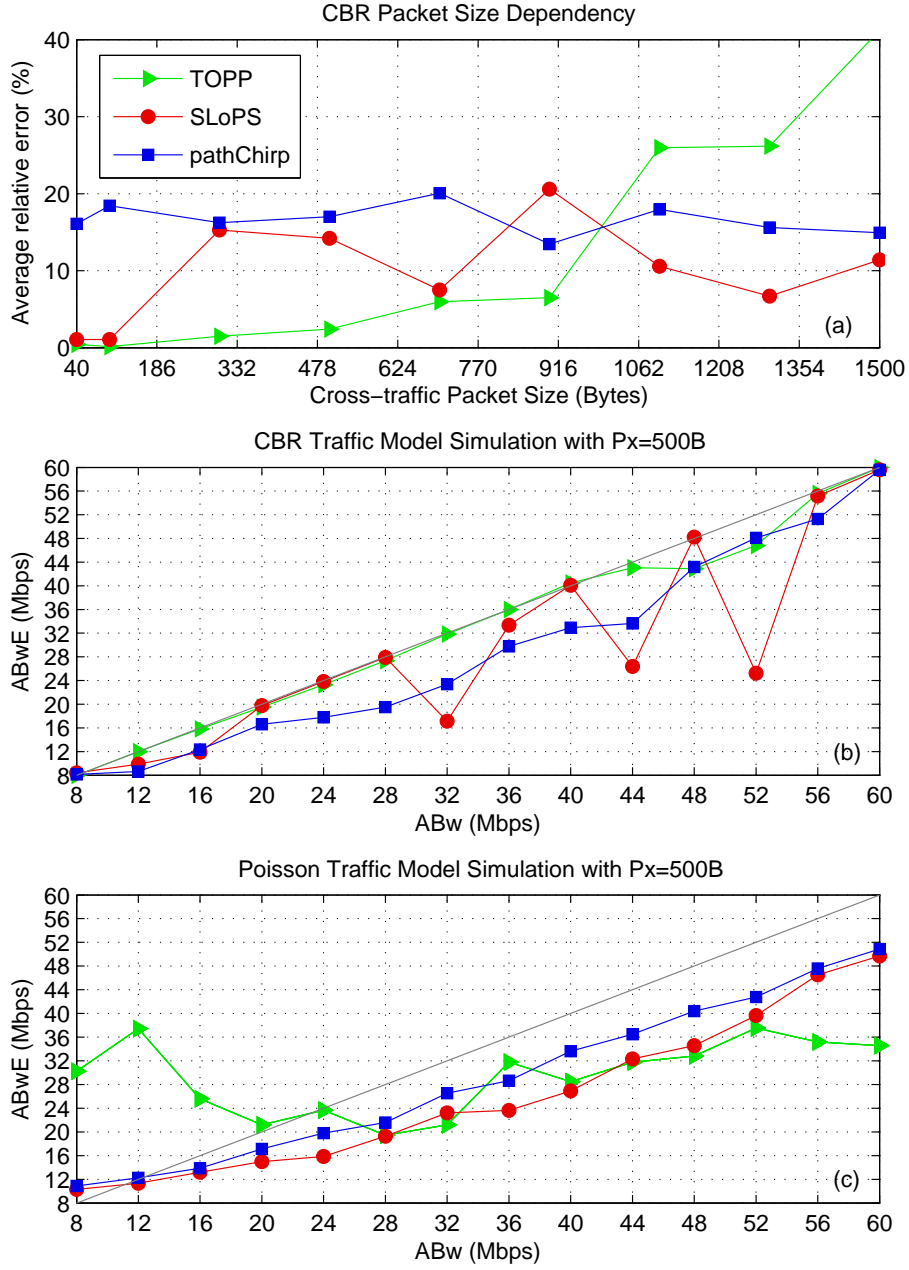 CBR Packet Size Dependency
Average relative error (%)
40
30
20
10
0
TOPP
SLoPS
pathChirp
(a)
40 186 332 478 624 770 916 1062 1208 1354 1500
Cross−traffic Packet Size (Bytes)
CBR Traffic Model Simulation with Px=500B
ABwE (Mbps)
60
56
52
48
44
40
36
32
28
24
20
16
12
8
(b)
8 12 16 20 24 28 32 36 40 44 48 52 56 60
ABw (Mbps)
Poisson Traffic Model Simulation with Px=500B
ABwE (Mbps)
60
56
52
48
44
40
36
32
28
24
20
16
12
8
(c)
8 12 16 20 24 28 32 36 40 44 48 52 56 60
ABw (Mbps)